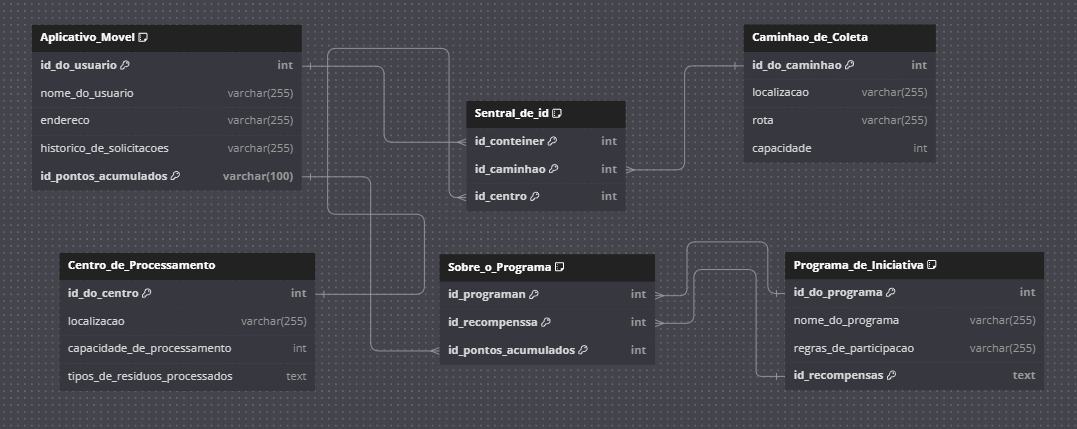 Aplicativo_Movel
id_do_usuario int
nome_do_usuario varchar(255)
endereco varchar(255)
historico_de_solicitacoes varchar(255)
id_pontos_acumulados varchar(100)
Sentral_de_id
id_conteiner int
id_caminhao int
id_centro int
Caminhao_de_Coleta
id_do_caminhao int
localizacao varchar(255)
rota varchar(255)
capacidade int
Centro_de_Processamento
id_do_centro int
localizacao varchar(255)
capacidade_de_processamento int
tipos_de_residuos_processados text
Sobre_o_Programa
id_programan int
id_recompenssa int
id_pontos_acumulados int
Programa_de_Iniciativa
id_do_programa int
nome_do_programa varchar(255)
regras_de_participacao varchar(255)
id_recompensas text